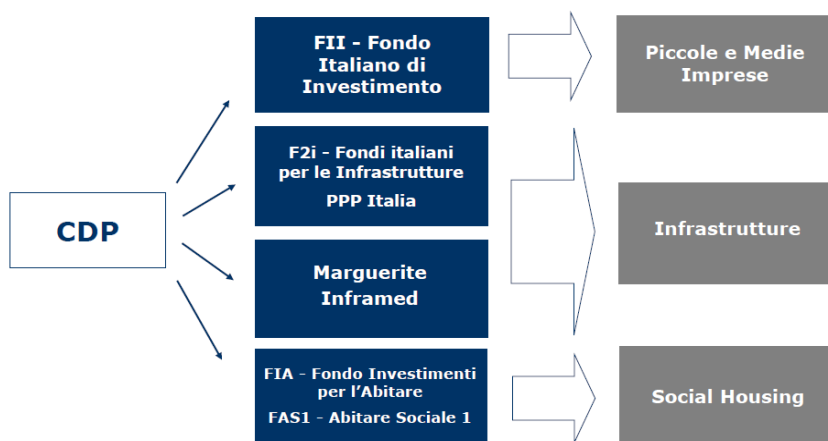 CDP
FII - Fondo
Italiano di
Investimento
Piccole e Medie
Imprese
F2i - Fondi italiani
per le Infrastrutture
PPP Italia
Marguerite
Inframed
Infrastrutture
FIA - Fondo Investimenti
per l’Abitare
FAS1 - Abitare Sociale 1
Social Housing